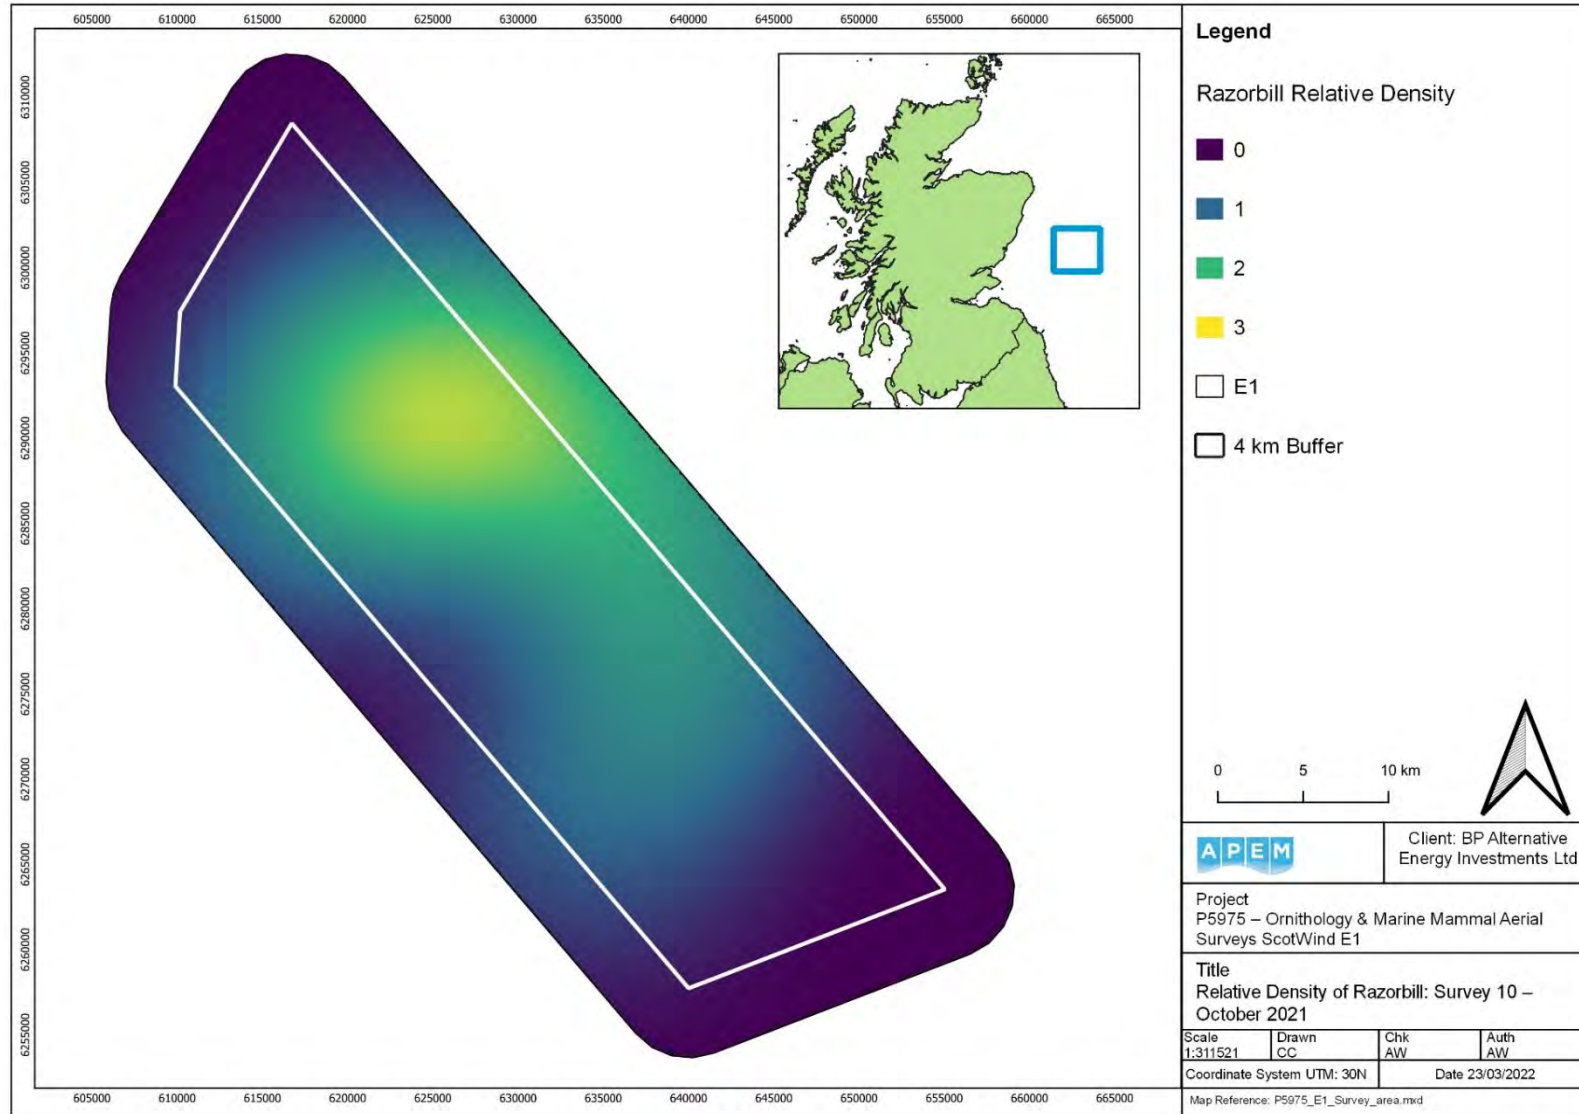 605000 610000 615000 620000 625000 630000 635000 640000 645000 650000 655000 660000 665000
6310000
6305000
6300000
6295000
6290000
6285000
6280000
6275000
6270000
6265000
6260000
6255000
605000 610000 615000 620000 625000 630000 635000 640000 645000 650000 655000 660000 665000
Legend
Razorbill Relative Density
0
1
2
3
E1
4 km Buffer
0 5 10 km
APEM
Client: BP Alternative
Energy Investments Ltd
Project
P5975 – Ornithology & Marine Mammal Aerial
Surveys ScotWind E1
Title
Relative Density of Razorbill: Survey 10 –
October 2021
Scale Drawn Chk Auth
1:311521 CC AW AW
Coordinate System UTM: 30N Date 23/03/2022
Map Reference: P5975_E1_Survey_area.mxd